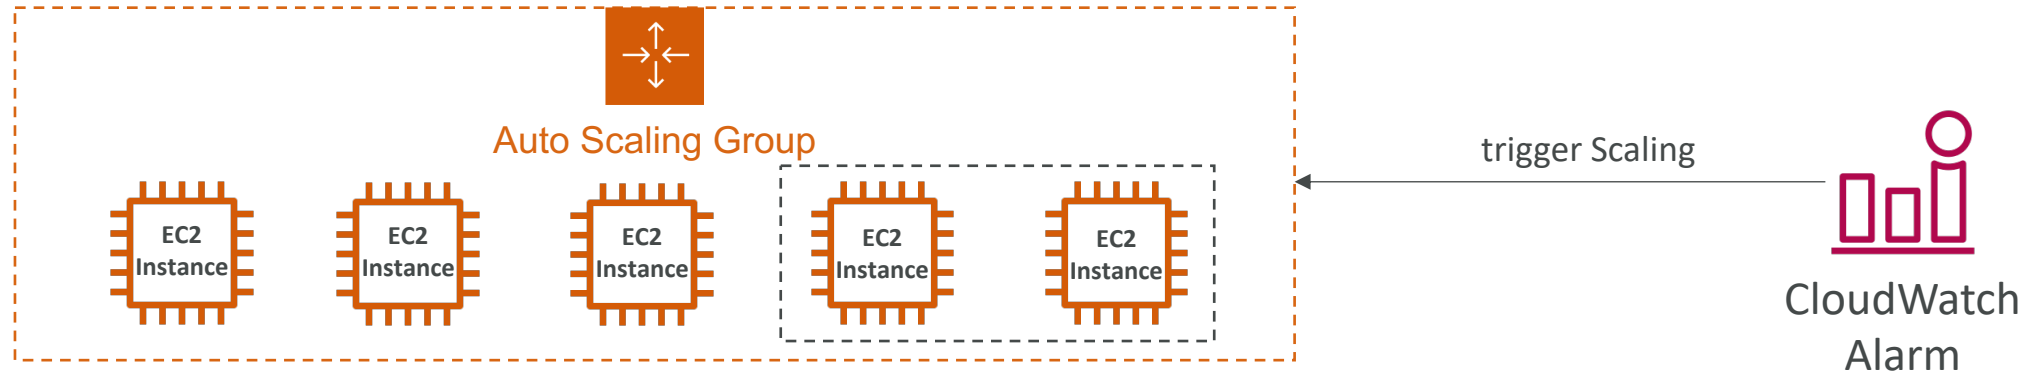 Auto Scaling Group
trigger Scaling
EC2
Instance
EC2
Instance
EC2
Instance
EC2
Instance
EC2
Instance
CloudWatch
Alarm